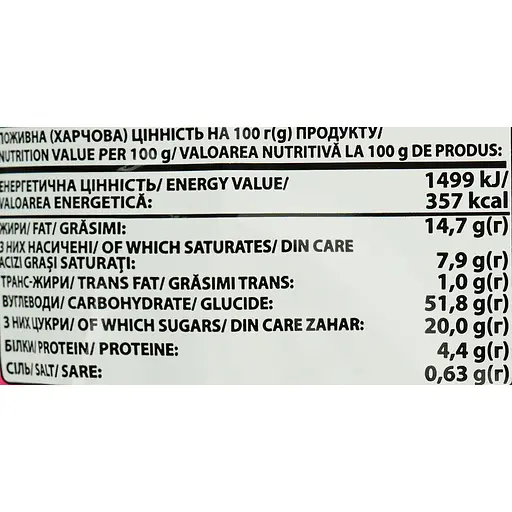 ПОЖИВНА (ХАРЧОВА) ЦІННІСТЬ НА 100 г(g) ПРОДУКТУ/
NUTRITION VALUE PER 100 g/ VALOAREA NUTRITIVĂ LA 100 g DE PRODUS:
ЕНЕРГЕТИЧНА ЦІННІСТЬ/ ENERGY VALUE/ 1499 kJ/
VALOAREA ENERGETICĂ: 357 kcal
ЖИРИ/ FAT/ GRĂSIMI: 14,7 g(г)
З НИХ НАСИЧЕНІ/ OF WHICH SATURATES/ DIN CARE
ACIZI GRAȘI SATURAȚI: 7,9 g(г)
ТРАНС-ЖИРИ/ TRANS FAT/ GRĂSIMI TRANS: 1,0 g(г)
ВУГЛЕВОДИ/ CARBOHYDRATE/ GLUCIDE: 51,8 g(г)
З НИХ ЦУКРИ/ OF WHICH SUGARS/ DIN CARE ZAHAR: 20,0 g(г)
БІЛКИ/ PROTEIN/ PROTEINE: 4,4 g(г)
СІЛЬ/ SALT/ SARE: 0,63 g(г)